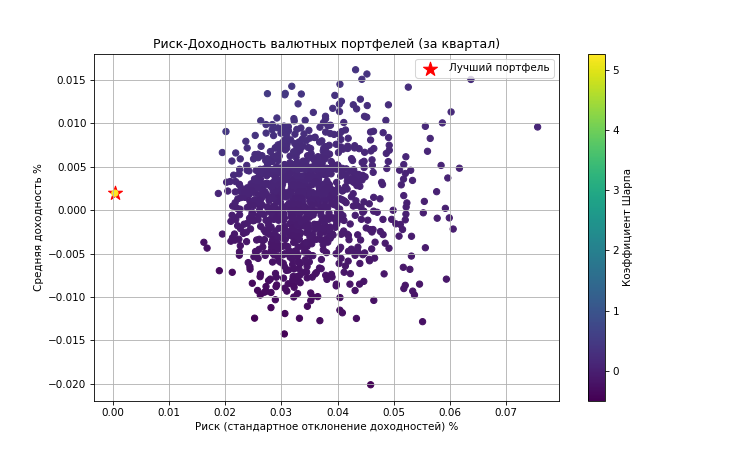 Риск-Доходность валютных портфелей (за квартал)
Лучший портфель
Средняя доходность %
0.015
0.010
0.005
0.000
−0.005
−0.010
−0.015
−0.020
0.00 0.01 0.02 0.03 0.04 0.05 0.06 0.07
Риск (стандартное отклонение доходностей) %
5
4
3
2
1
0
Коэффициент Шарпа